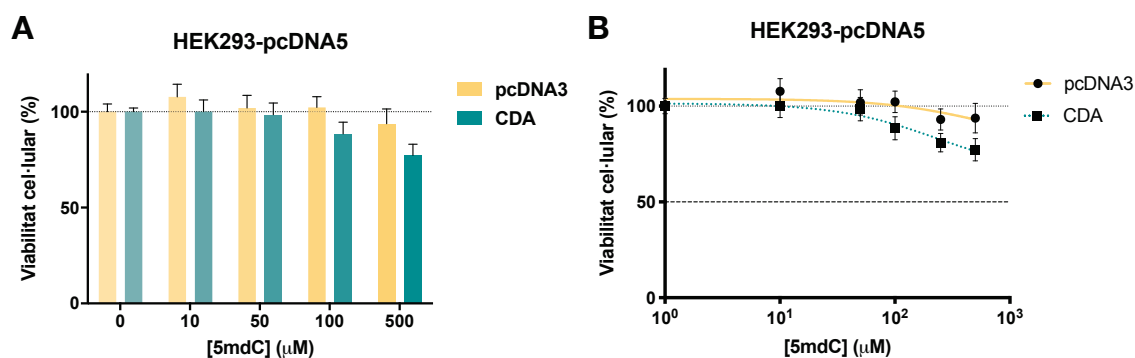 A
HEK293-pcDNA5
Viabilitat cel·lular (%)
100
50
0
0 10 50 100 500
[5mdC] (μM)
pcDNA3
CDA
B
HEK293-pcDNA5
Viabilitat cel·lular (%)
100
50
0
10⁰ 10¹ 10² 10³
[5mdC] (μM)
pcDNA3
CDA